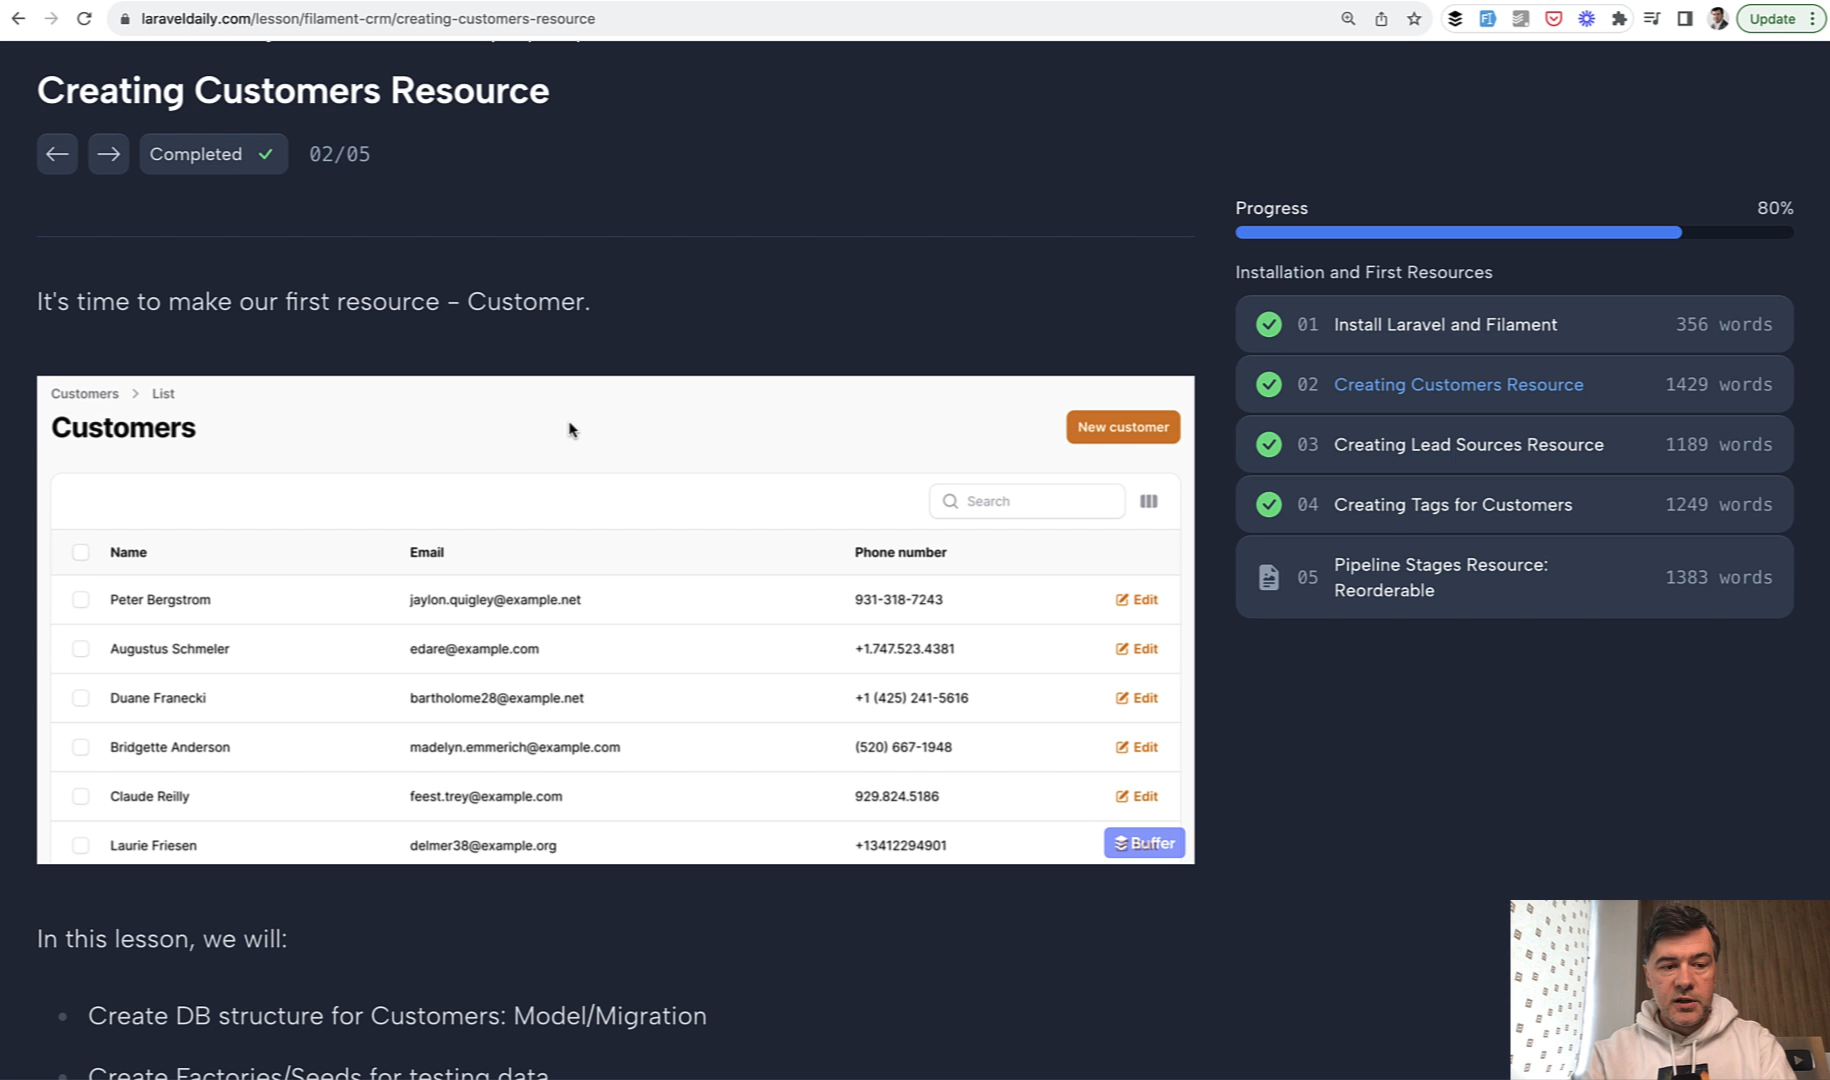 laraveldaily.com/lesson/filament-crm/creating-customers-resource
Update
Creating Customers Resource
Completed
02/05
It's time to make our first resource – Customer.
Customers > List
Customers
New customer
Search
Name Email Phone number
Peter Bergstrom jaylon.quigley@example.net 931-318-7243 Edit
Augustus Schmeler edare@example.com +1.747.523.4381 Edit
Duane Franecki bartholome28@example.net +1 (425) 241-5616 Edit
Bridgette Anderson madelyn.emmerich@example.com (520) 667-1948 Edit
Claude Reilly feest.trey@example.com 929.824.5186 Edit
Laurie Friesen delmer38@example.org +13412294901
Buffer
In this lesson, we will:
• Create DB structure for Customers: Model/Migration
• Create Factories/Seeds for testing data
Progress 80%
Installation and First Resources
01 Install Laravel and Filament 356 words
02 Creating Customers Resource 1429 words
03 Creating Lead Sources Resource 1189 words
04 Creating Tags for Customers 1249 words
05 Pipeline Stages Resource: 1383 words
Reorderable